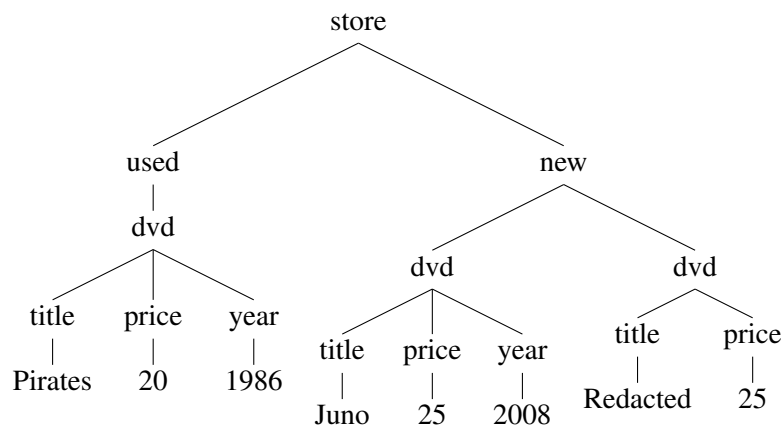 store
used new
dvd
dvd dvd
title price year
title price year
title price
Pirates 20 1986
Juno 25 2008
Redacted 25